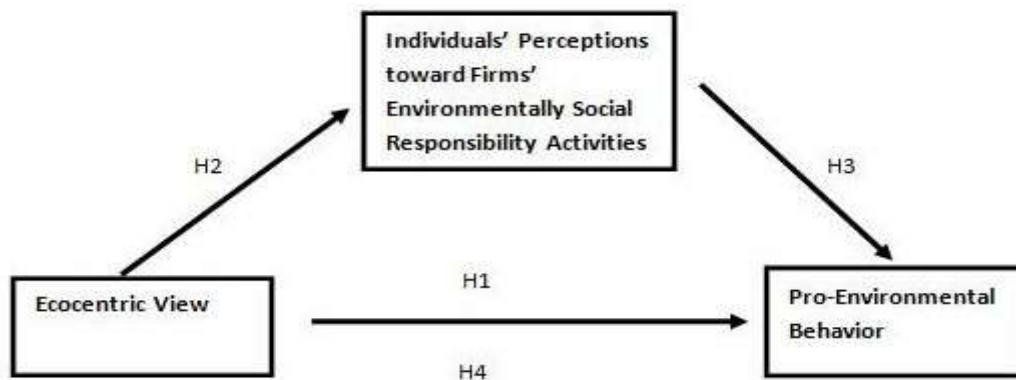 Individuals' Perceptions
toward Firms'
Environmentally Social
Responsibility Activities
H2
H3
Ecocentric View
H1
H4
Pro-Environmental
Behavior